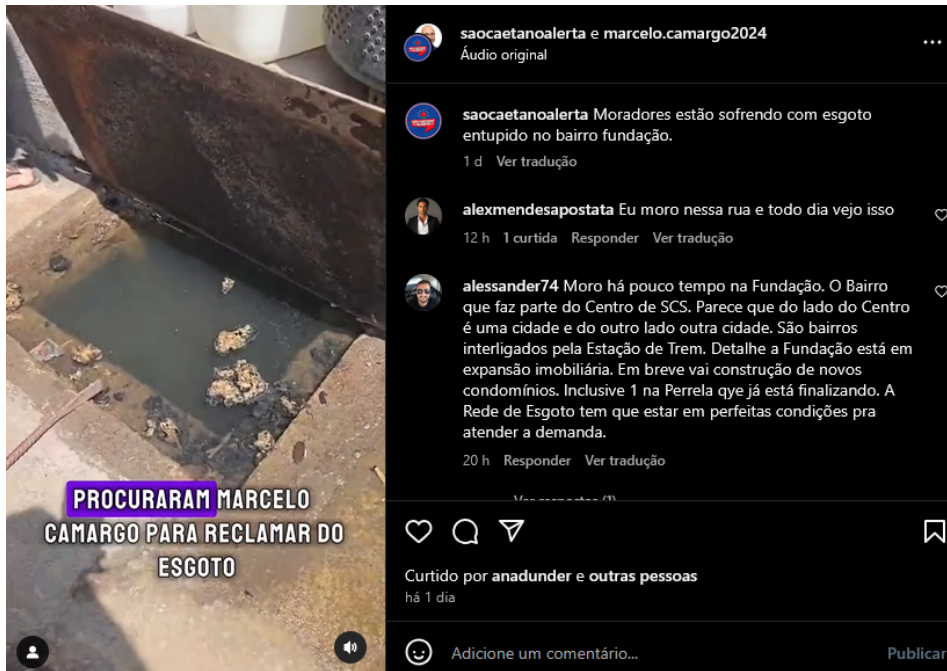 PROCURARAM MARCELO
CAMARGO PARA RECLAMAR DO
ESGOTO
saocaetanoalerta e marcelo.camargo2024
Áudio original
saocaetanoalerta Moradores estão sofrendo com esgoto
entupido no bairro fundação.
1 d Ver tradução
alexmendesapostata Eu moro nessa rua e todo dia vejo isso
12 h 1 curtida Responder Ver tradução
alessander74 Moro há pouco tempo na Fundação. O Bairro
que faz parte do Centro de SCS. Parece que do lado do Centro
é uma cidade e do outro lado outra cidade. São bairros
interligados pela Estação de Trem. Detalhe a Fundação está em
expansão imobiliária. Em breve vai construção de novos
condomínios. Inclusive 1 na Perrela qye já está finalizando. A
Rede de Esgoto tem que estar em perfeitas condições pra
atender a demanda.
20 h Responder Ver tradução
Ver respostas (1)
Curtido por anadunder e outras pessoas
há 1 dia
Adicione um comentário...
Publicar